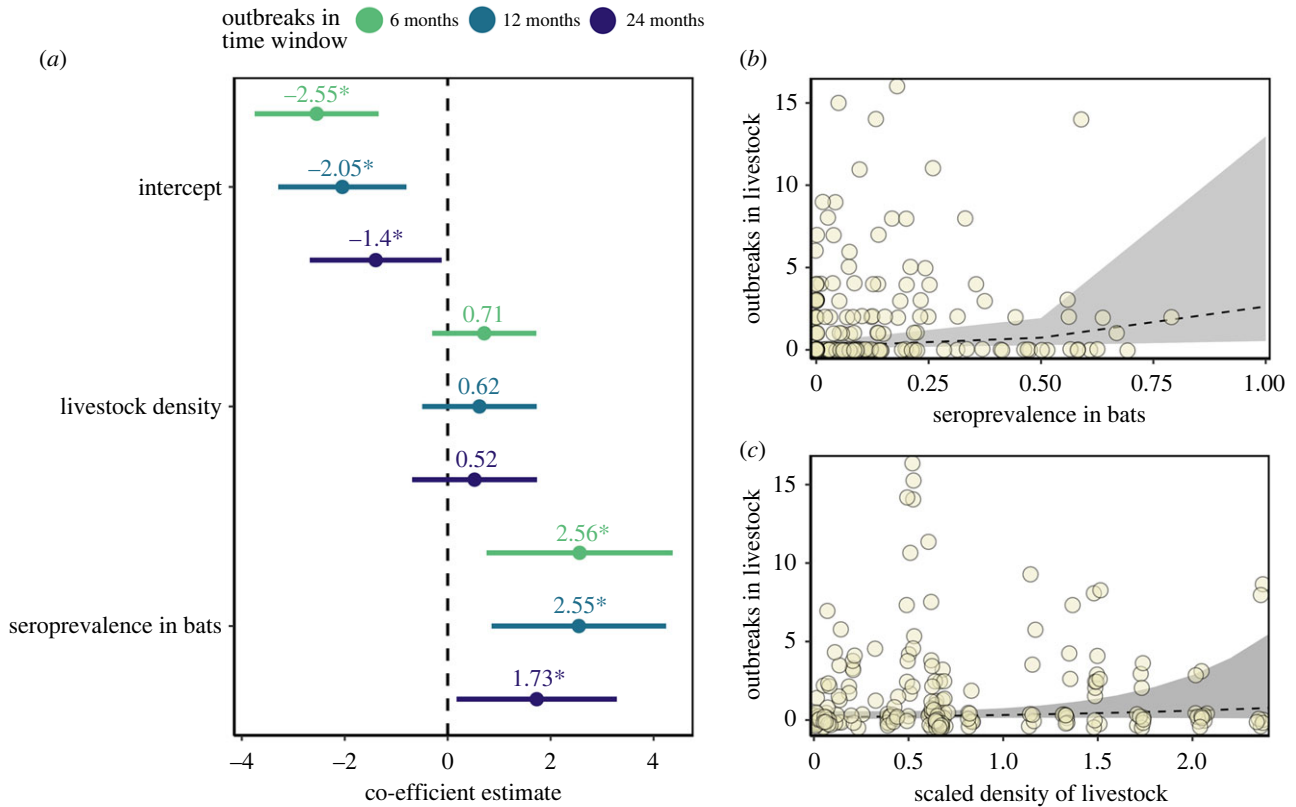 outbreaks in
time window
6 months
12 months
24 months
(a)
–2.55*
–2.05*
intercept
–1.4*
0.71
0.62
livestock density
0.52
2.56*
2.55*
seroprevalence in bats
1.73*
–4
–2
0
2
4
co-efficient estimate
(b)
outbreaks in livestock
15
10
5
0
0
0.25
0.50
0.75
1.00
seroprevalence in bats
(c)
outbreaks in livestock
15
10
5
0
0
0.5
1.0
1.5
2.0
scaled density of livestock